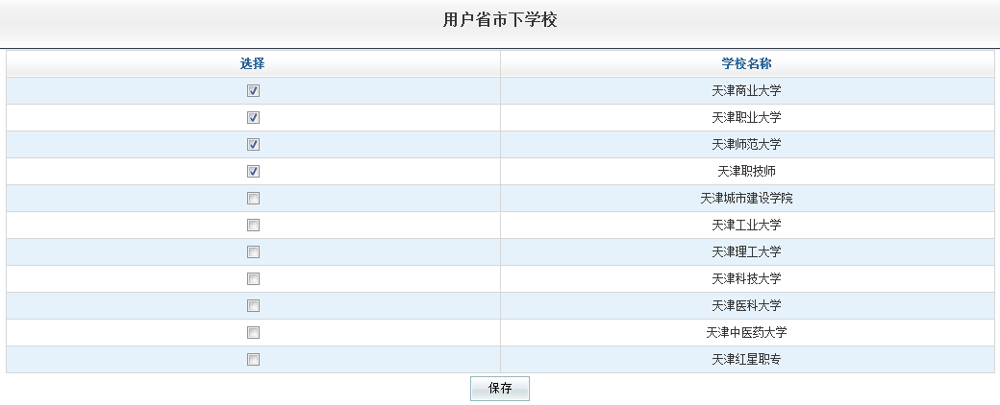 用户省市下学校
选择 学校名称
天津商业大学
天津职业大学
天津师范大学
天津职技师
天津城市建设学院
天津工业大学
天津理工大学
天津科技大学
天津医科大学
天津中医药大学
天津红星职专
保存